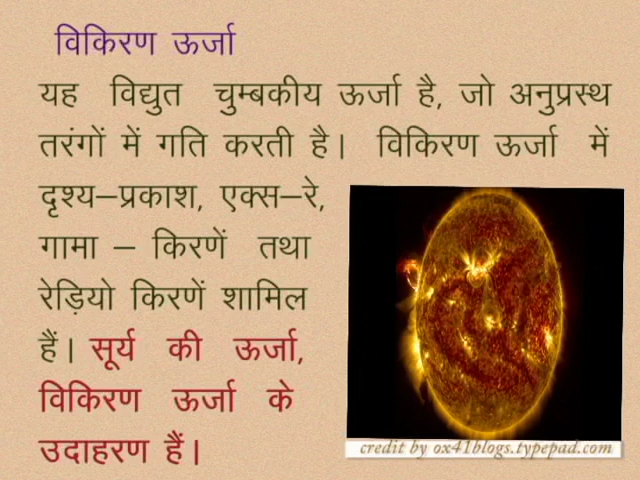 विकिरण ऊर्जा
यह विद्युत चुम्बकीय ऊर्जा है, जो अनुप्रस्थ
तरंगों में गति करती है। विकिरण ऊर्जा में
दृश्य–प्रकाश, एक्स–रे,
गामा – किरणें तथा
रेड़ियो किरणें शामिल
हैं। सूर्य की ऊर्जा,
विकिरण ऊर्जा के
उदाहरण हैं।
credit by ox41blogs.typepad.com